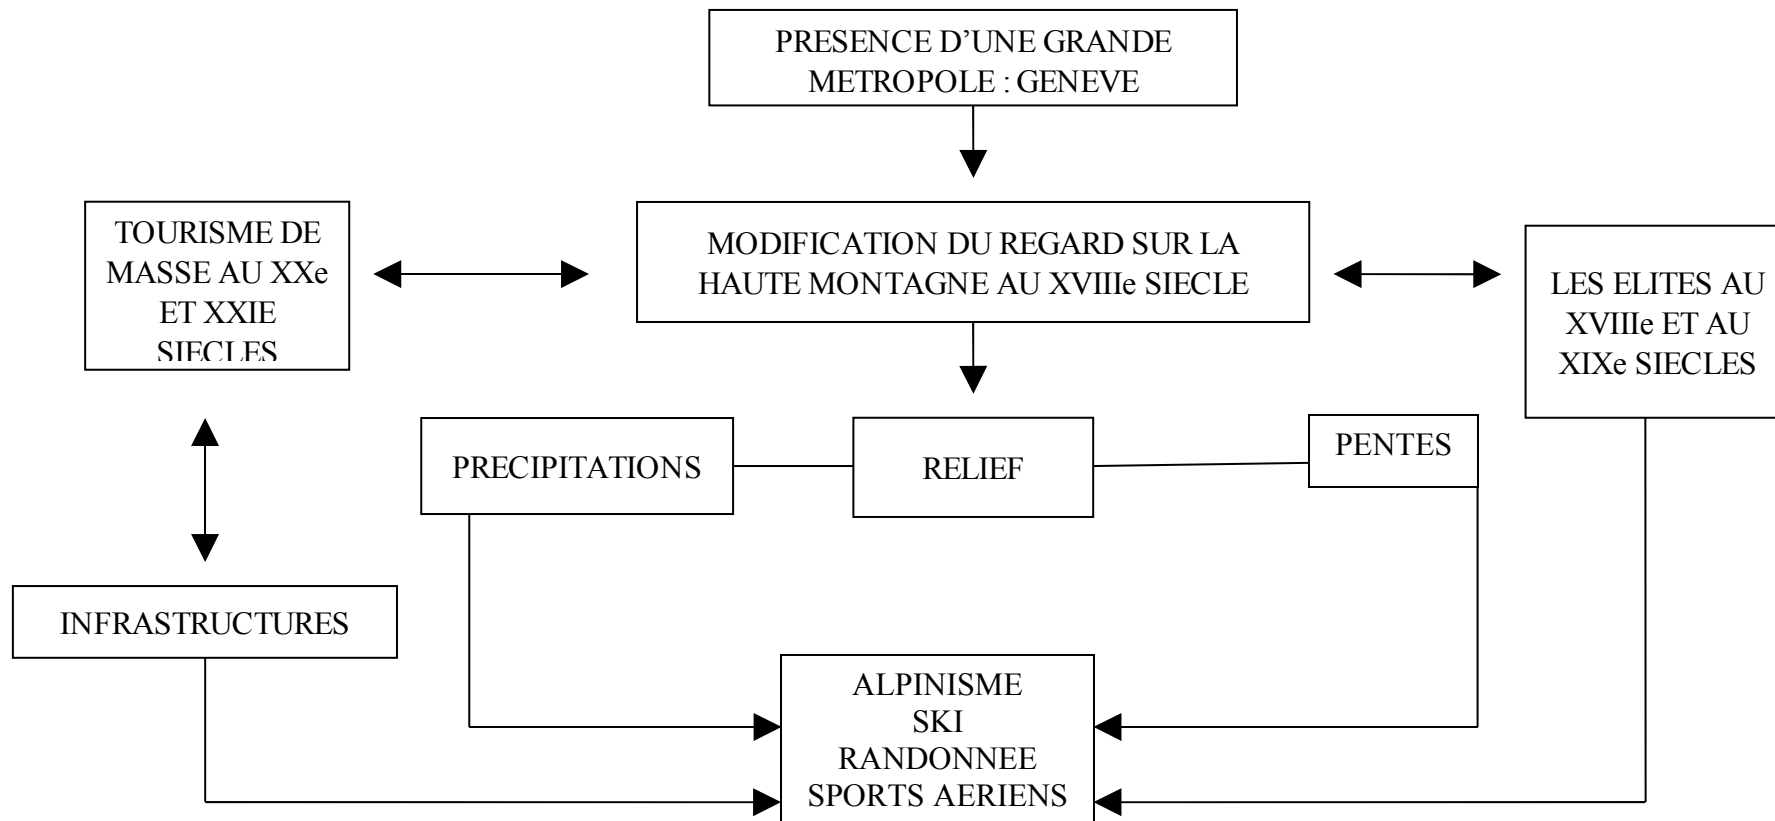 PRESENCE D’UNE GRANDE
METROPOLE : GENEVE
TOURISME DE
MASSE AU XXe
ET XXIE
SIECLES
MODIFICATION DU REGARD SUR LA
HAUTE MONTAGNE AU XVIIIe SIECLE
LES ELITES AU
XVIIIe ET AU
XIXe SIECLES
PRECIPITATIONS
RELIEF
PENTES
INFRASTRUCTURES
ALPINISME
SKI
RANDONNEE
SPORTS AERIENS